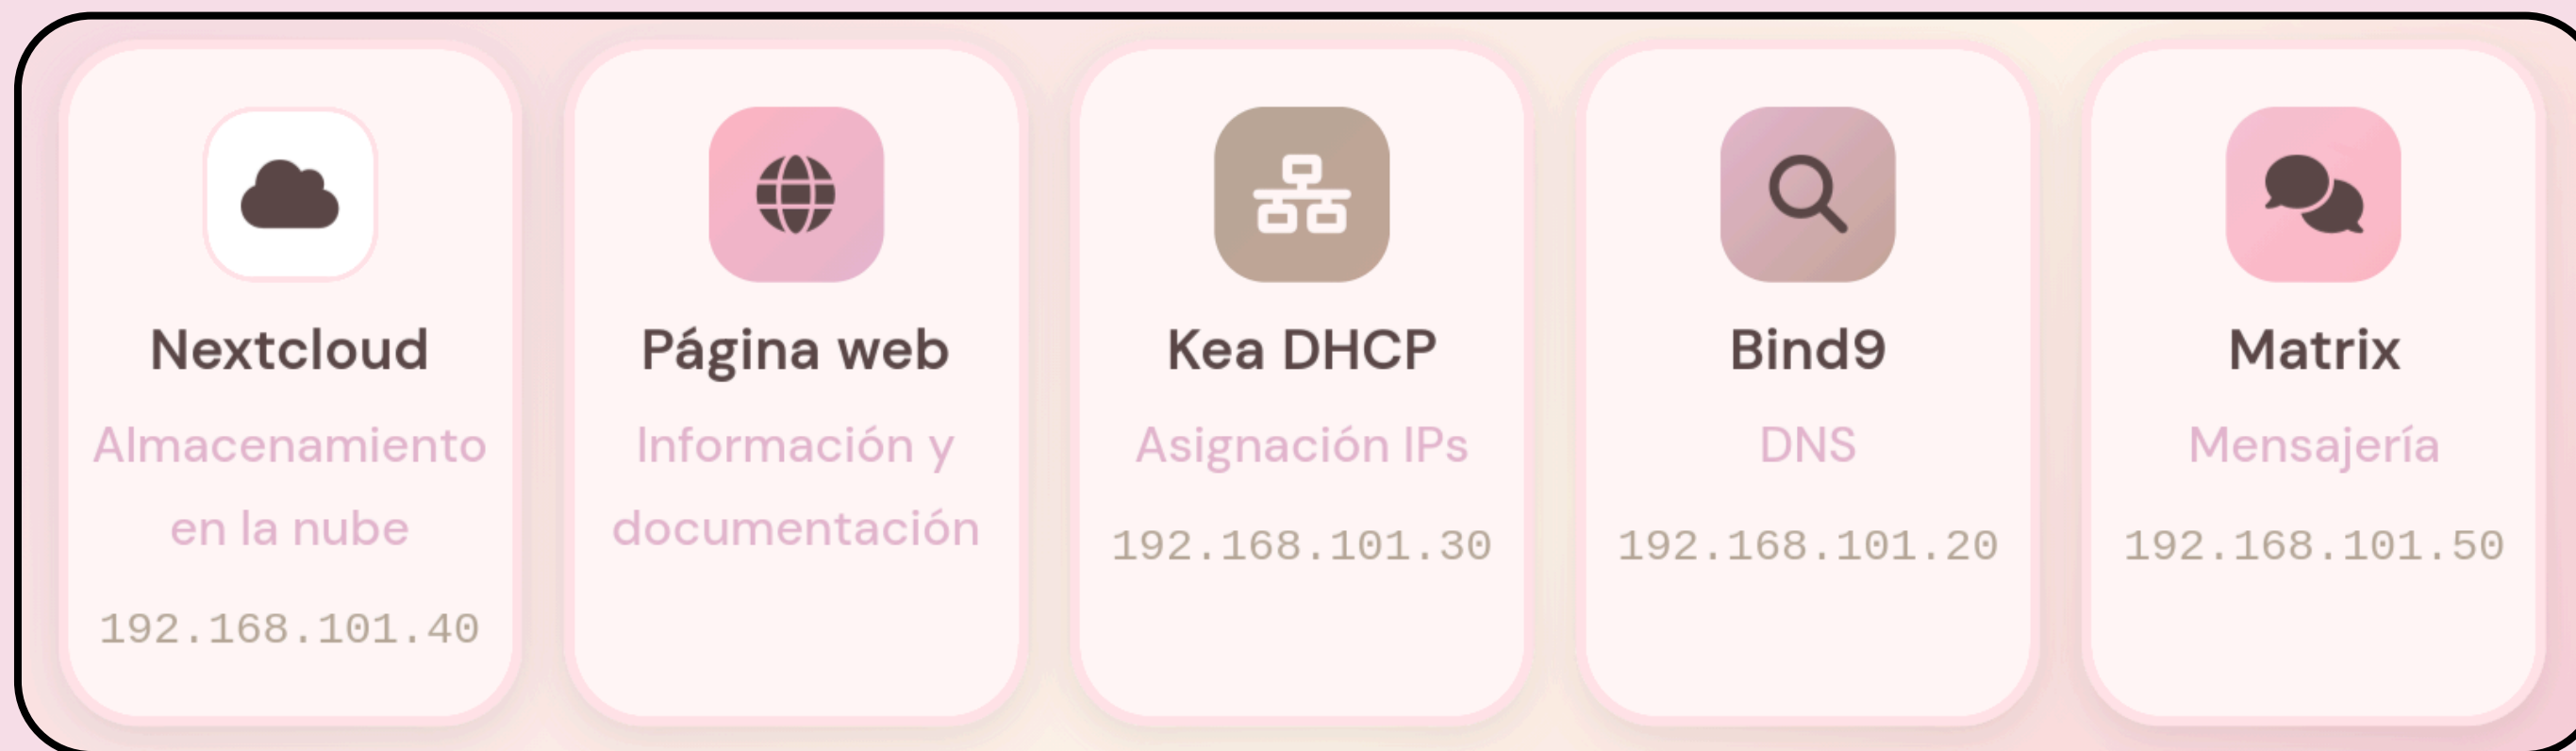 Nextcloud
Almacenamiento
en la nube
192.168.101.40
Página web
Información y
documentación
Kea DHCP
Asignación IPs
192.168.101.30
Bind9
DNS
192.168.101.20
Matrix
Mensajería
192.168.101.50